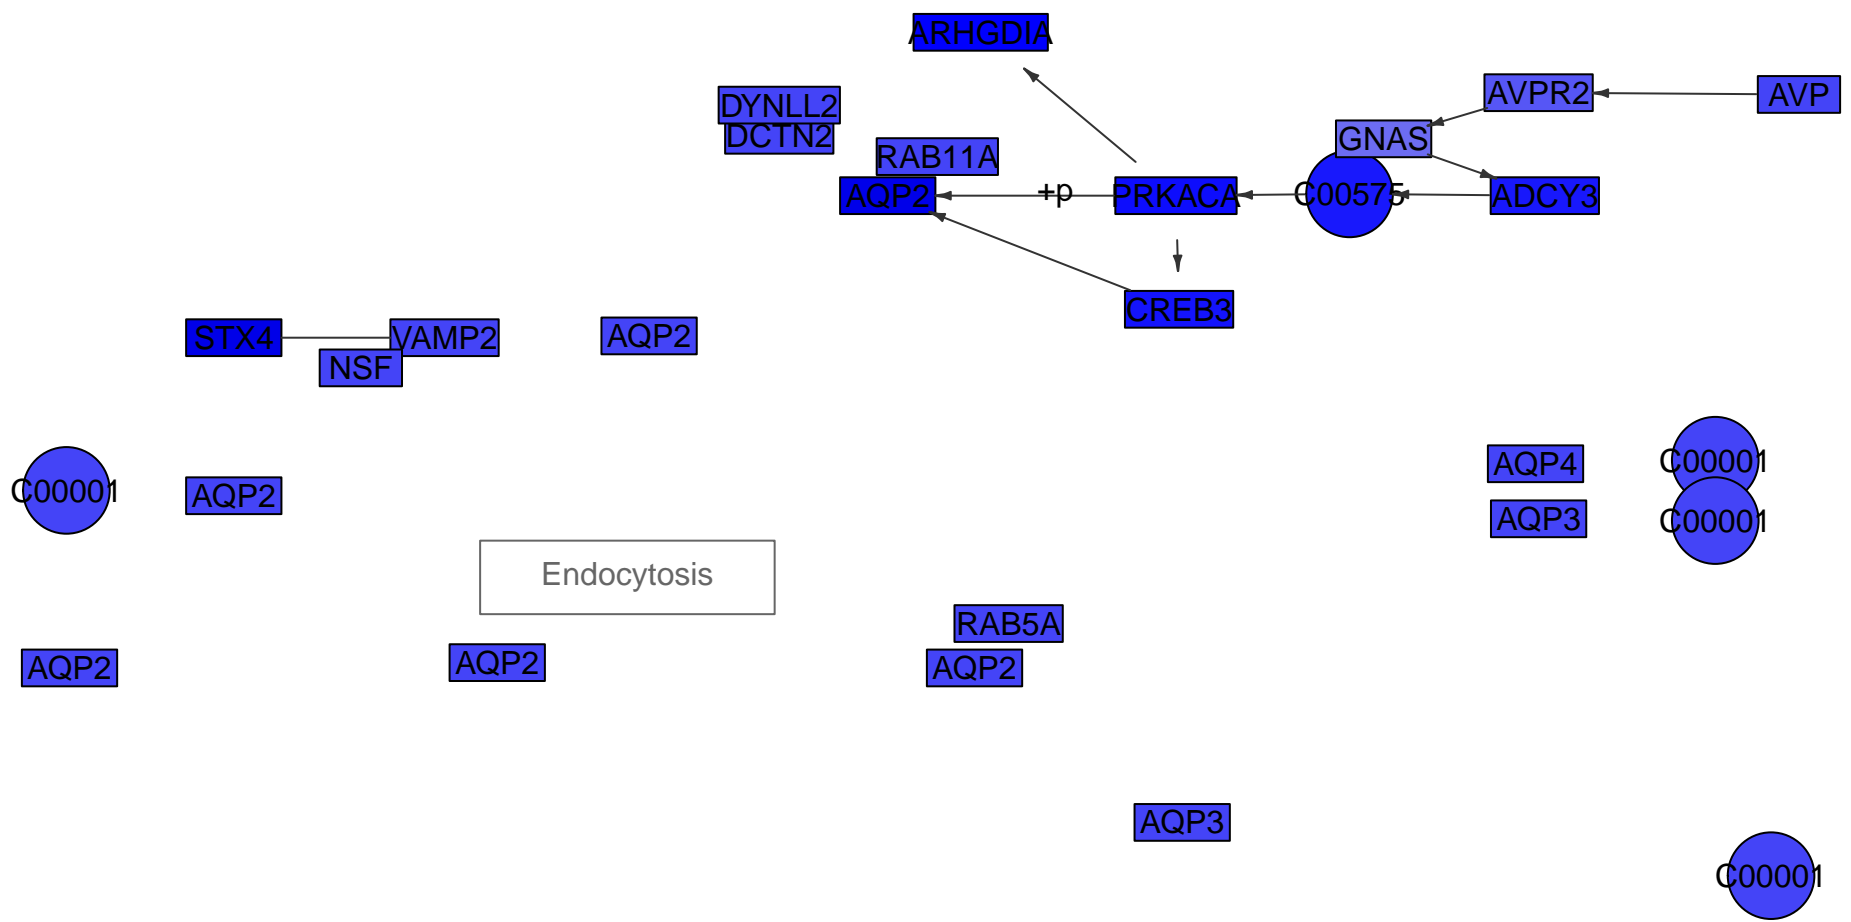 ARHGDIA
DYNLL2
AVPR2
AVP
DCTN2
GNAS
RAB11A
AQP2
+p
PRKACA
C00575
ADCY3
CREB3
STX4
VAMP2
AQP2
NSF
C00001
AQP2
AQP4
C00001
AQP3
C00001
Endocytosis
RAB5A
AQP2
AQP2
AQP2
AQP3
C00001